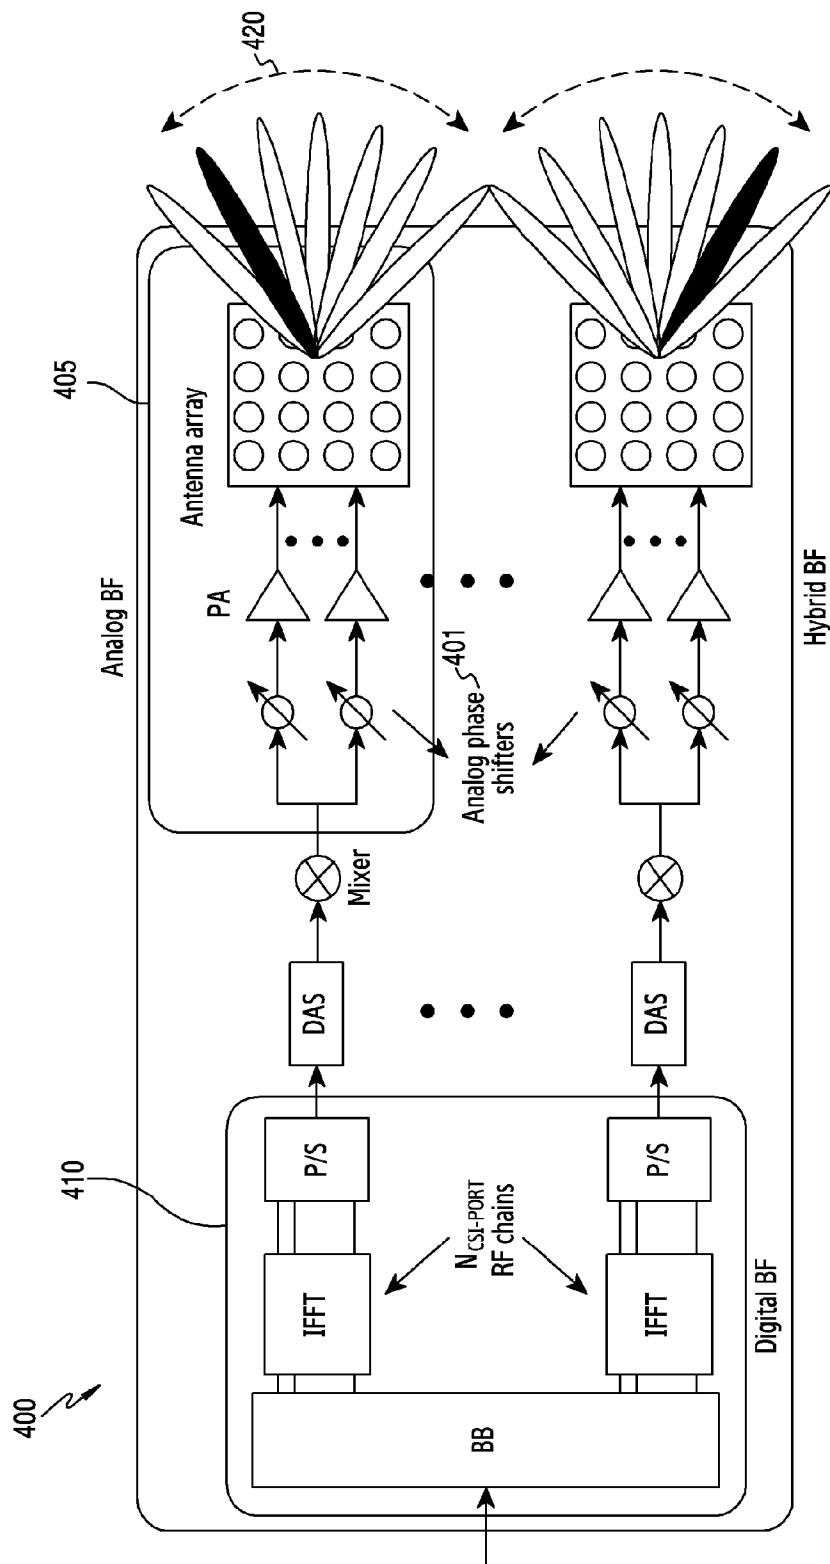 400
410
405
420
Analog BF
Antenna array
PA
BB
IFFT
P/S
DAS
Mixer
N CSI-PORT
RF chains
Analog phase
shifters
401
IFFT
P/S
DAS
Digital BF
Hybrid BF